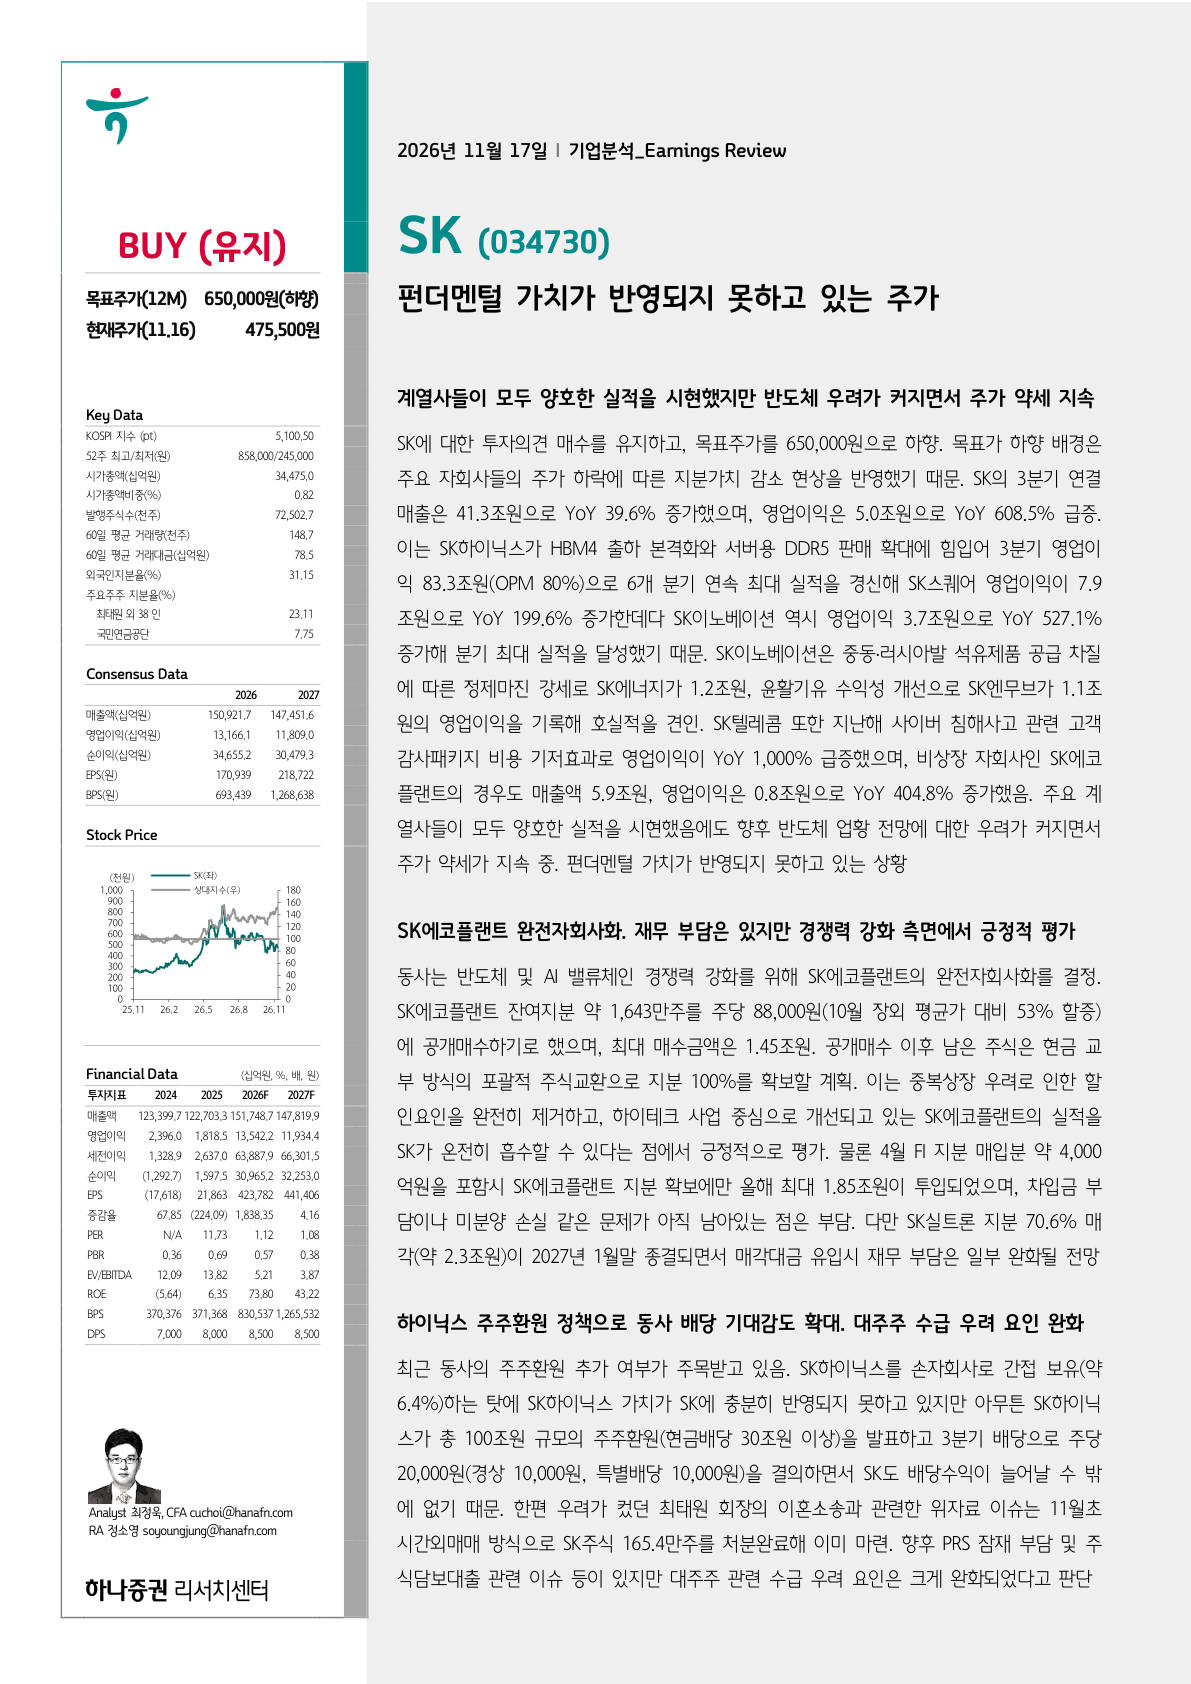 BUY (유지)
목표주가(12M) 650,000원(하향)
현재주가(11.16) 475,500원
Key Data
KOSPI 지수 (pt) 5,100.50
52주 최고/최저(원) 858,000/245,000
시가총액(십억원) 34,475.0
시가총액비중(%) 0.82
발행주식수(천주) 72,502.7
60일 평균 거래량(천주) 148.7
60일 평균 거래대금(십억원) 78.5
외국인지분율(%) 31.15
주요주주 지분율(%)
최태원 외 38 인 23.11
국민연금공단 7.75
Consensus Data
2026 2027
매출액(십억원) 150,921.7 147,451.6
영업이익(십억원) 13,166.1 11,809.0
순이익(십억원) 34,655.2 30,479.3
EPS(원) 170,939 218,722
BPS(원) 693,439 1,268,638
Stock Price
(천원)
SK(좌)
상대지수(우)
1,000 180
900 160
800 140
700 120
600 100
500 80
400 60
300 40
200 20
100 0
0
25.11 26.2 26.5 26.8 26.11
Financial Data (십억원, %, 배, 원)
투자지표 2024 2025 2026F 2027F
매출액 123,399.7 122,703.3 151,748.7 147,819.9
영업이익 2,396.0 1,818.5 13,542.2 11,934.4
세전이익 1,328.9 2,637.0 63,887.9 66,301.5
순이익 (1,292.7) 1,597.5 30,965.2 32,253.0
EPS (17,618) 21,863 423,782 441,406
증감율 67.85 (224.09) 1,838.35 4.16
PER N/A 11.73 1.12 1.08
PBR 0.36 0.69 0.57 0.38
EV/EBITDA 12.09 13.82 5.21 3.87
ROE (5.64) 6.35 73.80 43.22
BPS 370,376 371,368 830,537 1,265,532
DPS 7,000 8,000 8,500 8,500
Analyst 최정욱, CFA cuchoi@hanafn.com
RA 정소영 soyoungjung@hanafn.com
하나증권 리서치센터
2026년 11월 17일 | 기업분석_Earnings Review
SK (034730)
펀더멘털 가치가 반영되지 못하고 있는 주가
계열사들이 모두 양호한 실적을 시현했지만 반도체 우려가 커지면서 주가 약세 지속
SK에 대한 투자의견 매수를 유지하고, 목표주가를 650,000원으로 하향. 목표가 하향 배경은
주요 자회사들의 주가 하락에 따른 지분가치 감소 현상을 반영했기 때문. SK의 3분기 연결
매출은 41.3조원으로 YoY 39.6% 증가했으며, 영업이익은 5.0조원으로 YoY 608.5% 급증.
이는 SK하이닉스가 HBM4 출하 본격화와 서버용 DDR5 판매 확대에 힘입어 3분기 영업이
익 83.3조원(OPM 80%)으로 6개 분기 연속 최대 실적을 경신해 SK스퀘어 영업이익이 7.9
조원으로 YoY 199.6% 증가한데다 SK이노베이션 역시 영업이익 3.7조원으로 YoY 527.1%
증가해 분기 최대 실적을 달성했기 때문. SK이노베이션은 중동·러시아발 석유제품 공급 차질
에 따른 정제마진 강세로 SK에너지가 1.2조원, 윤활기유 수익성 개선으로 SK엔무브가 1.1조
원의 영업이익을 기록해 호실적을 견인. SK텔레콤 또한 지난해 사이버 침해사고 관련 고객
감사패키지 비용 기저효과로 영업이익이 YoY 1,000% 급증했으며, 비상장 자회사인 SK에코
플랜트의 경우도 매출액 5.9조원, 영업이익은 0.8조원으로 YoY 404.8% 증가했음. 주요 계
열사들이 모두 양호한 실적을 시현했음에도 향후 반도체 업황 전망에 대한 우려가 커지면서
주가 약세가 지속 중. 펀더멘털 가치가 반영되지 못하고 있는 상황
SK에코플랜트 완전자회사화. 재무 부담은 있지만 경쟁력 강화 측면에서 긍정적 평가
동사는 반도체 및 AI 밸류체인 경쟁력 강화를 위해 SK에코플랜트의 완전자회사화를 결정.
SK에코플랜트 잔여지분 약 1,643만주를 주당 88,000원(10월 장외 평균가 대비 53% 할증)
에 공개매수하기로 했으며, 최대 매수금액은 1.45조원. 공개매수 이후 남은 주식은 현금 교
부 방식의 포괄적 주식교환으로 지분 100%를 확보할 계획. 이는 중복상장 우려로 인한 할
인요인을 완전히 제거하고, 하이테크 사업 중심으로 개선되고 있는 SK에코플랜트의 실적을
SK가 온전히 흡수할 수 있다는 점에서 긍정적으로 평가. 물론 4월 FI 지분 매입분 약 4,000
억원을 포함시 SK에코플랜트 지분 확보에만 올해 최대 1.85조원이 투입되었으며, 차입금 부
담이나 미분양 손실 같은 문제가 아직 남아있는 점은 부담. 다만 SK실트론 지분 70.6% 매
각(약 2.3조원)이 2027년 1월말 종결되면서 매각대금 유입시 재무 부담은 일부 완화될 전망
하이닉스 주주환원 정책으로 동사 배당 기대감도 확대. 대주주 수급 우려 요인 완화
최근 동사의 주주환원 추가 여부가 주목받고 있음. SK하이닉스를 손자회사로 간접 보유(약
6.4%)하는 탓에 SK하이닉스 가치가 SK에 충분히 반영되지 못하고 있지만 아무튼 SK하이닉
스가 총 100조원 규모의 주주환원(현금배당 30조원 이상)을 발표하고 3분기 배당으로 주당
20,000원(경상 10,000원, 특별배당 10,000원)을 결의하면서 SK도 배당수익이 늘어날 수 밖
에 없기 때문. 한편 우려가 컸던 최태원 회장의 이혼소송과 관련한 위자료 이슈는 11월초
시간외매매 방식으로 SK주식 165.4만주를 처분완료해 이미 마련. 향후 PRS 잠재 부담 및 주
식담보대출 관련 이슈 등이 있지만 대주주 관련 수급 우려 요인은 크게 완화되었다고 판단